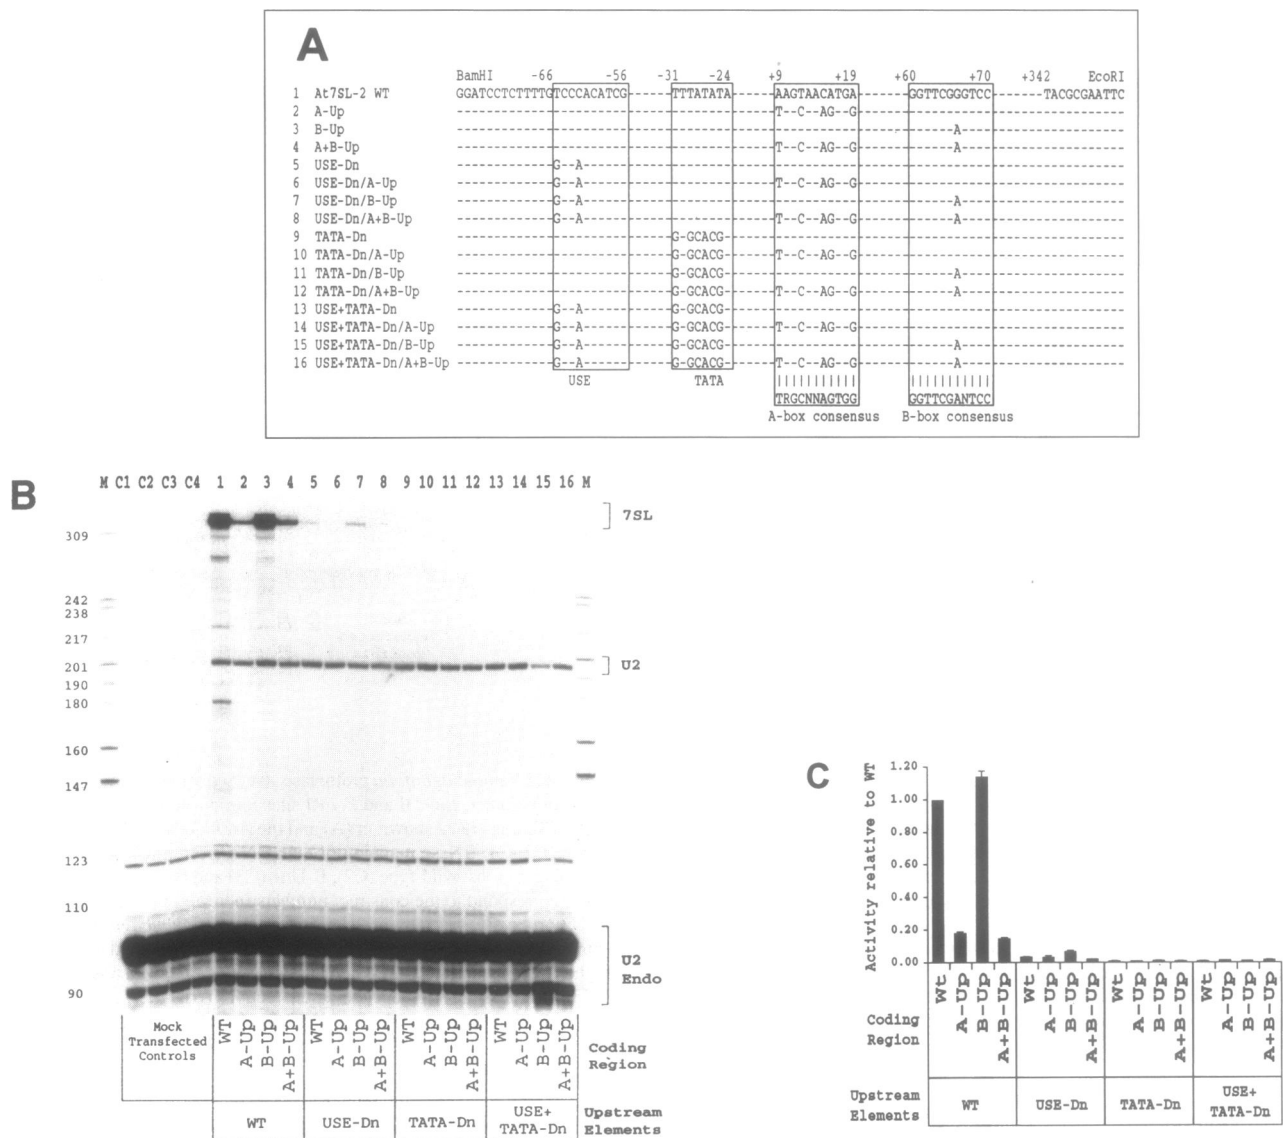 A
BamHI -66 -56 -31 -24 +9 +19 +60 +70 +342 EcoRI
1 At7SL-2 WT GGATCCTCTTTTGTCCCACATCG------TTTATATA------AAGTAACATGA-------GGTTCGGGTCC-------TACGCGAATTC
2 A-Up T--C--AG--G
3 B-Up A
4 A+B-Up T--C--AG--G A
5 USE-Dn G--A
6 USE-Dn/A-Up G--A T--C--AG--G
7 USE-Dn/B-Up G--A A
8 USE-Dn/A+B-Up G--A T--C--AG--G A
9 TATA-Dn G-GCACG-
10 TATA-Dn/A-Up G-GCACG- T--C--AG--G
11 TATA-Dn/B-Up G-GCACG- A
12 TATA-Dn/A+B-Up G-GCACG- T--C--AG--G A
13 USE+TATA-Dn G--A G-GCACG-
14 USE+TATA-Dn/A-Up G--A G-GCACG- T--C--AG--G
15 USE+TATA-Dn/B-Up G--A G-GCACG- A
16 USE+TATA-Dn/A+B-Up G--A G-GCACG- T--C--AG--G A
USE TATA
TRGCNNAGTGG GGTTCGANTCC
A-box consensus B-box consensus
B
M C1 C2 C3 C4 1 2 3 4 5 6 7 8 9 10 11 12 13 14 15 16 M
7SL
309
242
238
217
201
U2
190
180
160
147
123
110
90
U2
Endo
Mock
Transfected
Controls
WT A-Up B-Up A+B-Up WT A-Up B-Up A+B-Up WT A-Up B-Up A+B-Up WT A-Up B-Up A+B-Up
Coding
Region
WT USE-Dn TATA-Dn USE+
TATA-Dn
Upstream
Elements
C
Activity relative to WT
1.20
1.00
0.80
0.60
0.40
0.20
0.00
Wt A-Up B-Up A+B-Up Wt A-Up B-Up A+B-Up Wt A-Up B-Up A+B-Up Wt A-Up B-Up A+B-Up
Coding
Region
Upstream
Elements
WT USE-Dn TATA-Dn USE+
TATA-Dn